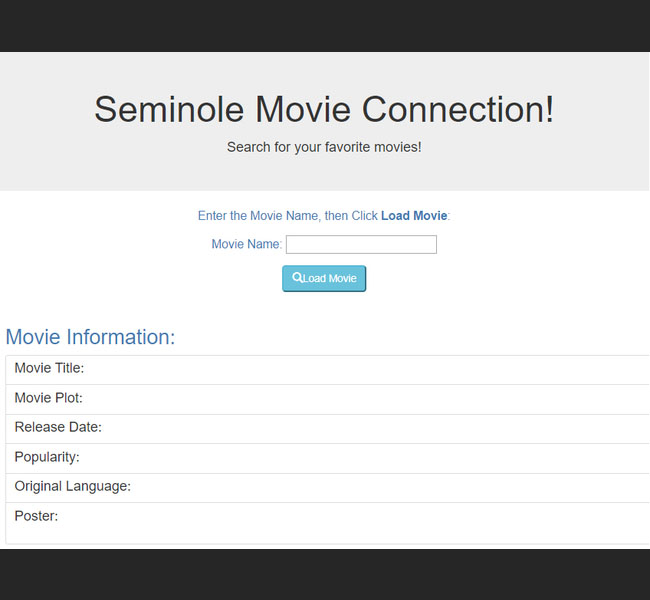 Seminole Movie Connection!
Search for your favorite movies!
Enter the Movie Name, then Click Load Movie:
Movie Name:
Load Movie
Movie Information:
Movie Title:
Movie Plot:
Release Date:
Popularity:
Original Language:
Poster: